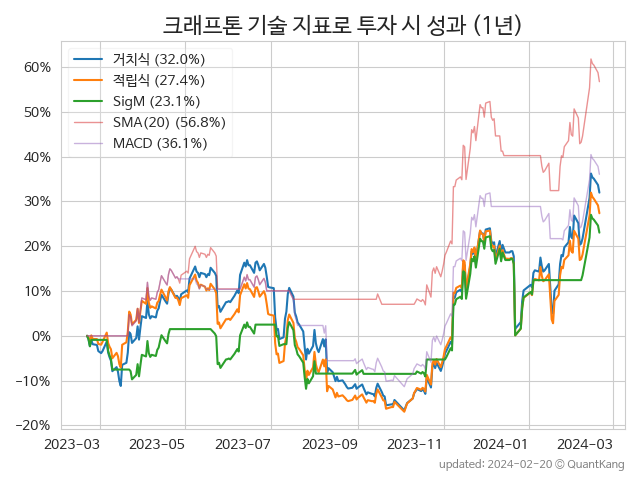 크래프톤 기술 지표로 투자 시 성과 (1년)
거치식 (32.0%)
적립식 (27.4%)
SigM (23.1%)
SMA(20) (56.8%)
MACD (36.1%)
60%
50%
40%
30%
20%
10%
0%
−10%
−20%
2023-03 2023-05 2023-07 2023-09 2023-11 2024-01 2024-03
updated: 2024-02-20 © QuantKang